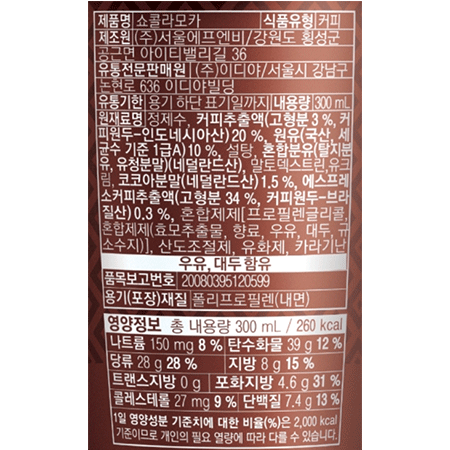 제품명 쇼콜라모카 식품유형 커피
제조원 (주)서울에프엔비/강원도 횡성군
공근면 아이티밸리길 36
유통전문판매원 (주)이디야/서울시 강남구
논현로 636 이디야빌딩
유통기한 용기 하단 표기일까지 내용량 300 mL
원재료명 정제수, 커피추출액(고형분 3 %, 커
피원두-인도네시아산) 20 %, 원유(국산, 세
균수 기준 1급A) 10 %, 설탕, 혼합분유(탈지분
유, 유청분말(네덜란드산), 말토덱스트린, 유크
림, 코코아분말(네덜란드산) 1.5 %, 에스프레
소커피추출액(고형분 34 %, 커피원두-브라
질산) 0.3 %, 혼합제제[프로필렌글리콜,
혼합제제(효모추출물, 향료, 우유, 대두, 규
소수지)], 산도조절제, 유화제, 카라기난
우유, 대두 함유
품목보고번호 20080395120599
용기(포장)재질 폴리프로필렌(내면)
영양정보 총 내용량 300 mL / 260 kcal
나트륨 150 mg 8 % 탄수화물 39 g 12 %
당류 28 g 28 % 지방 8 g 15 %
트랜스지방 0 g 포화지방 4.6 g 31 %
콜레스테롤 27 mg 9 % 단백질 7.4 g 13 %
1일 영양성분 기준치에 대한 비율(%)은 2,000 kcal
기준이므로 개인의 필요 열량에 따라 다를 수 있습니다.